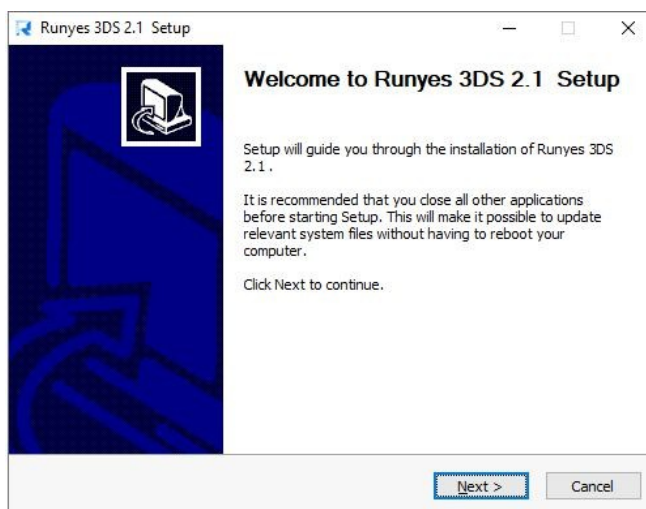 Runyes 3DS 2.1 Setup
Welcome to Runyes 3DS 2.1 Setup
Setup will guide you through the installation of Runyes 3DS
2.1 .
It is recommended that you close all other applications
before starting Setup. This will make it possible to update
relevant system files without having to reboot your
computer.
Click Next to continue.
Next >
Cancel